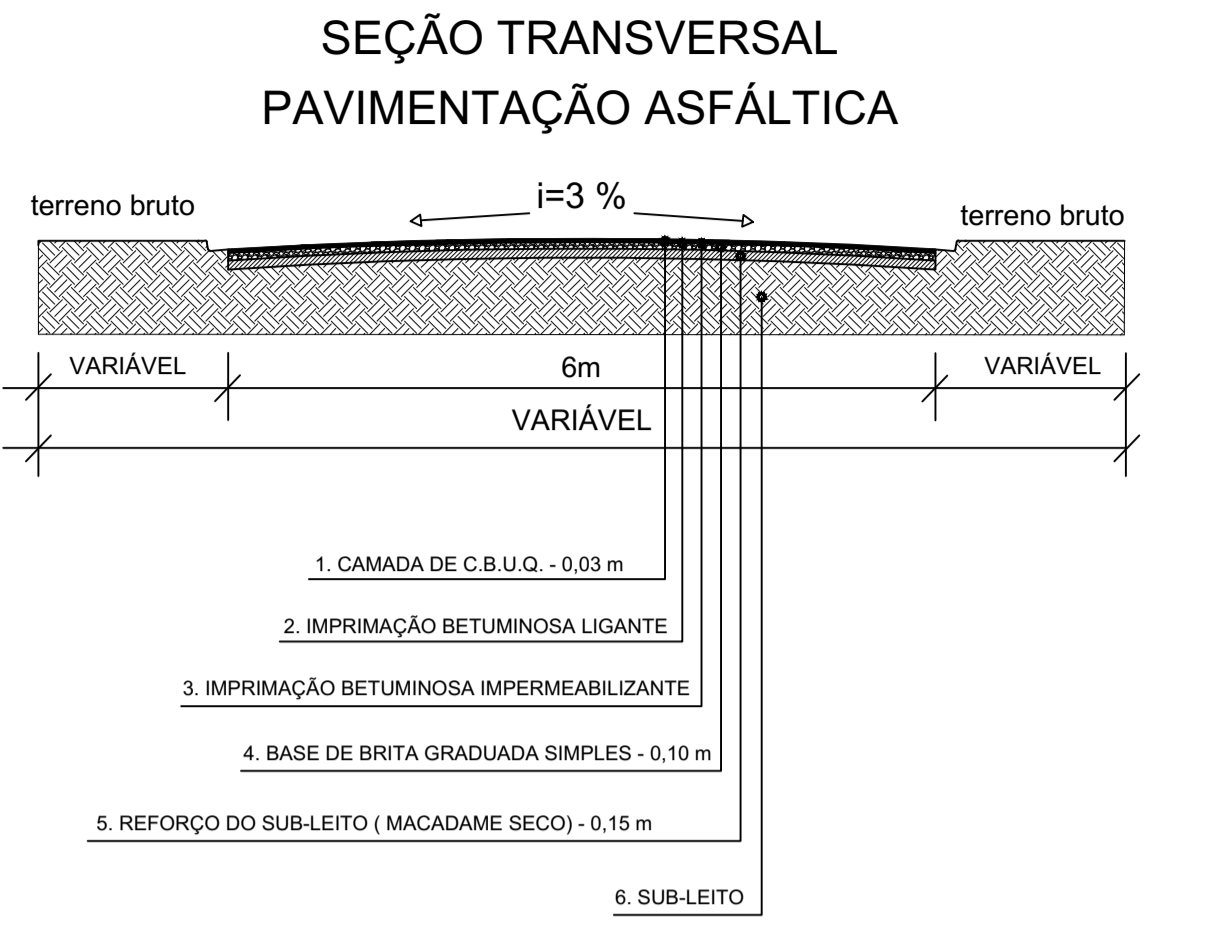 SEÇÃO TRANSVERSAL
PAVIMENTAÇÃO ASFÁLTICA
i=3 %
terreno bruto
terreno bruto
VARIÁVEL
6m
VARIÁVEL
VARIÁVEL
1. CAMADA DE C.B.U.Q. - 0,03 m
2. IMPRIMAÇÃO BETUMINOSA LIGANTE
3. IMPRIMAÇÃO BETUMINOSA IMPERMEABILIZANTE
4. BASE DE BRITA GRADUADA SIMPLES - 0,10 m
5. REFORÇO DO SUB-LEITO ( MACADAME SECO) - 0,15 m
6. SUB-LEITO